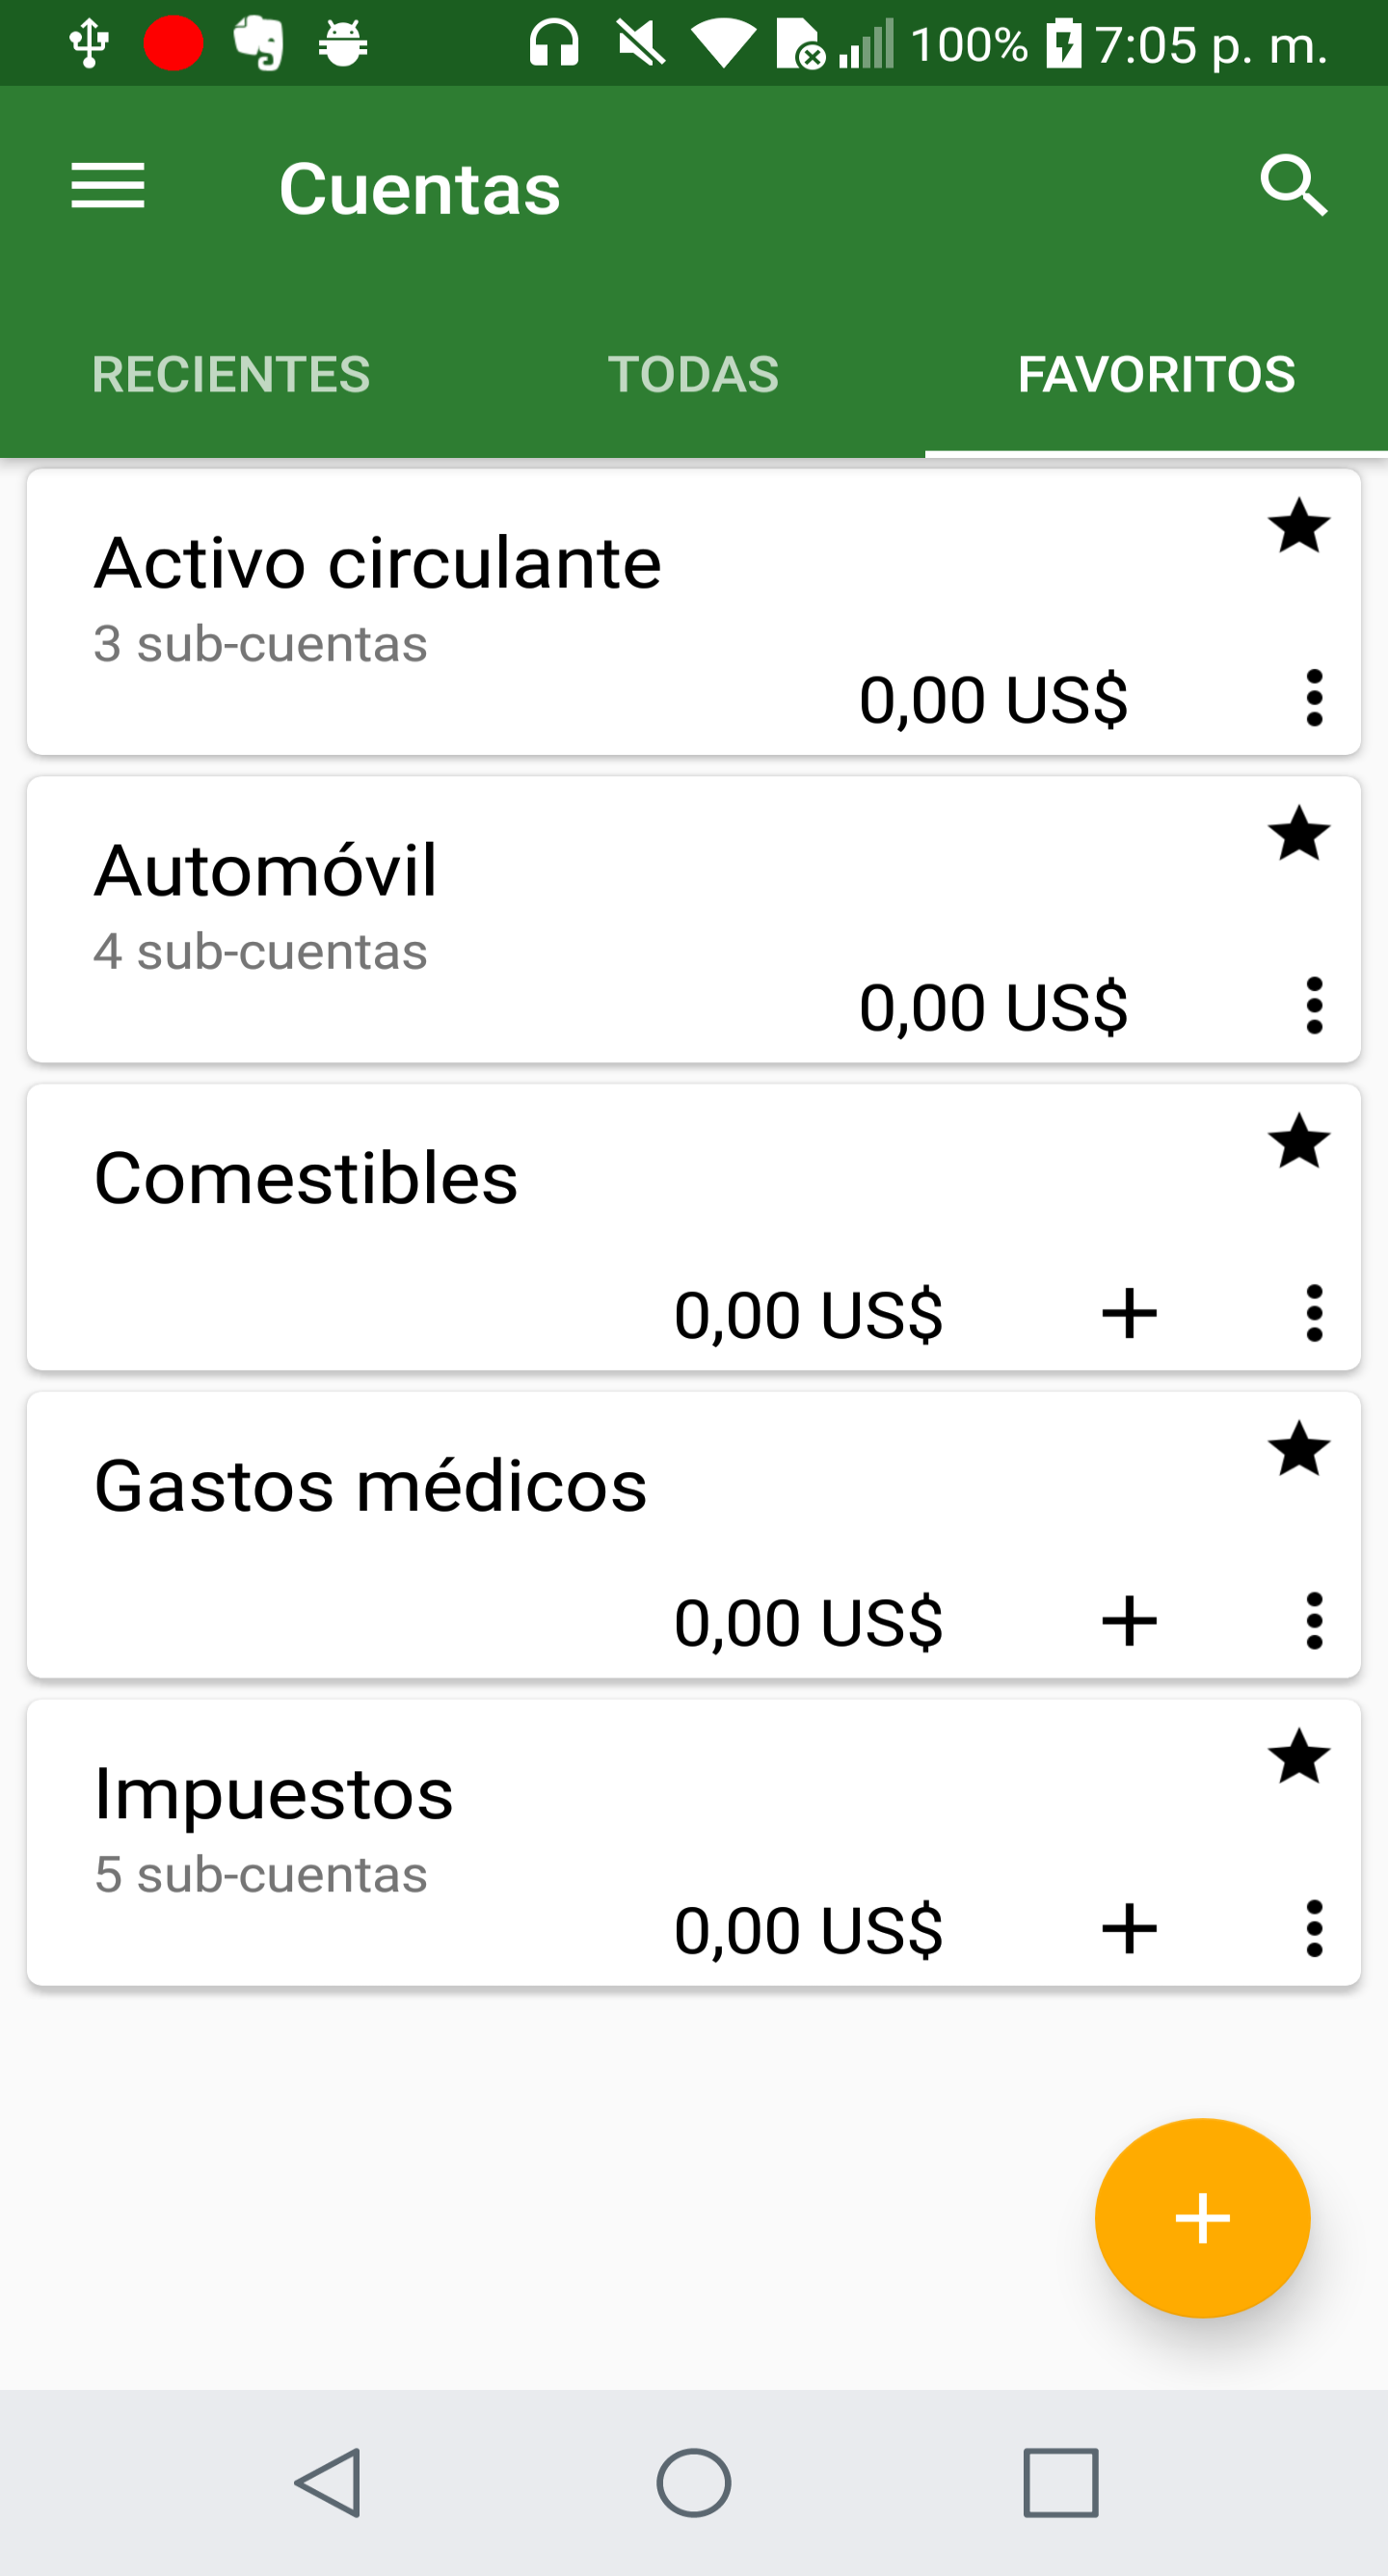 100% 7:05 p. m.
Cuentas
RECIENTES TODAS FAVORITOS
Activo circulante
3 sub-cuentas
0,00 US$
Automóvil
4 sub-cuentas
0,00 US$
Comestibles
0,00 US$
Gastos médicos
0,00 US$
Impuestos
5 sub-cuentas
0,00 US$